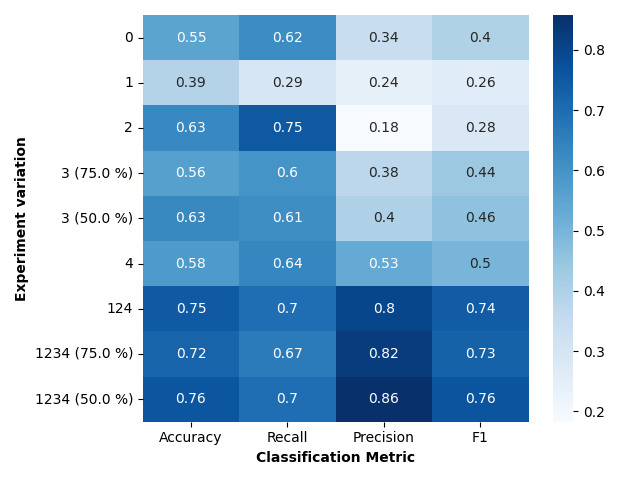 0 0.55 0.62 0.34 0.4
1 0.39 0.29 0.24 0.26
2 0.63 0.75 0.18 0.28
3 (75.0 %) 0.56 0.6 0.38 0.44
3 (50.0 %) 0.63 0.61 0.4 0.46
4 0.58 0.64 0.53 0.5
124 0.75 0.7 0.8 0.74
1234 (75.0 %) 0.72 0.67 0.82 0.73
1234 (50.0 %) 0.76 0.7 0.86 0.76
Accuracy Recall Precision F1
Classification Metric
Experiment variation
0.8
0.7
0.6
0.5
0.4
0.3
0.2